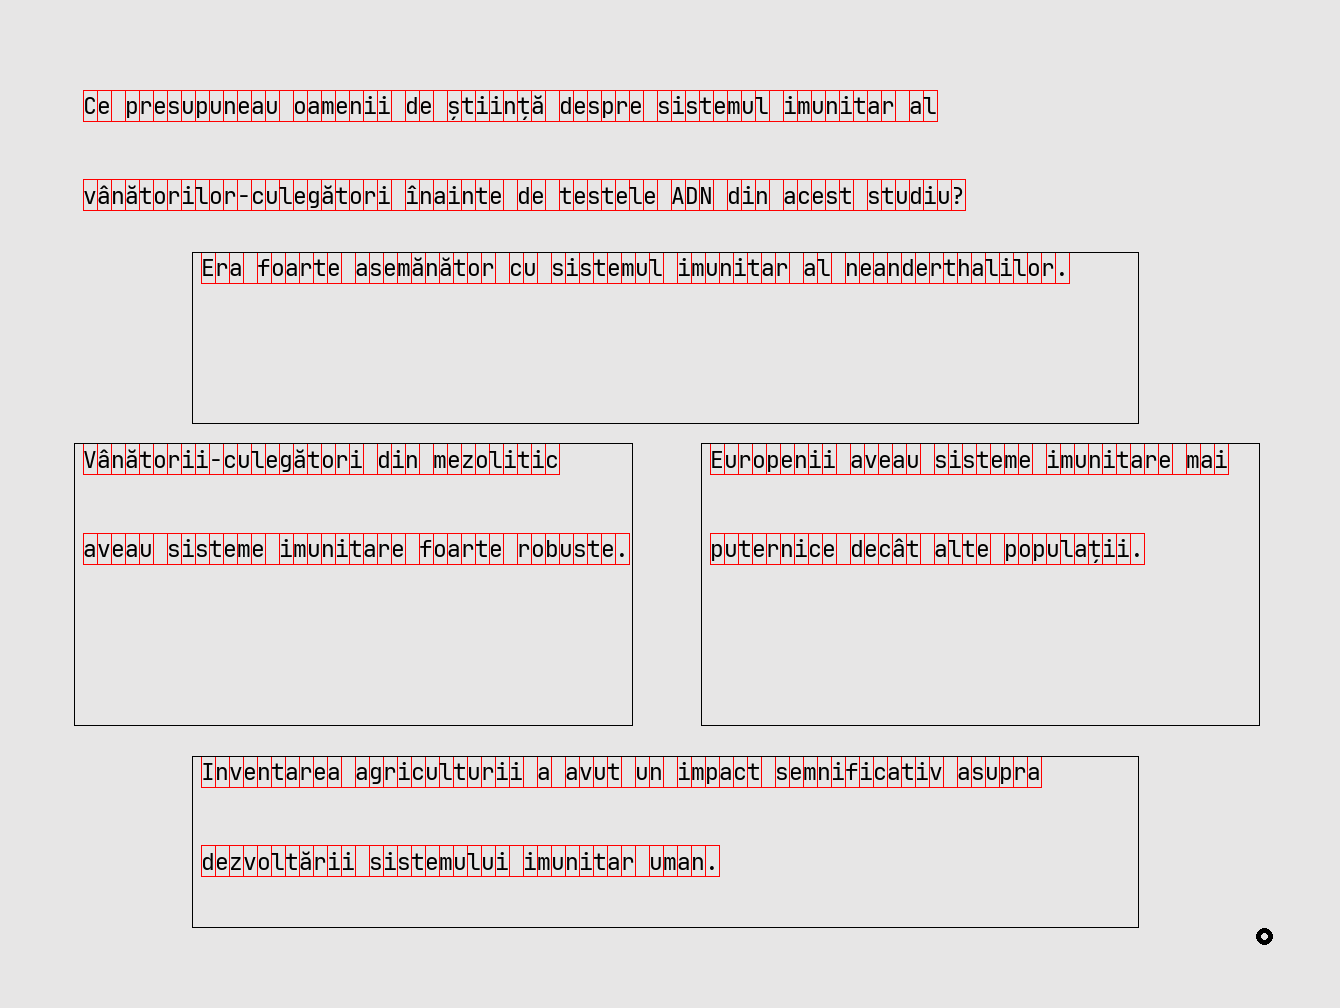 Ce presupuneau oamenii de știință despre sistemul imunitar al
vânătorilor-culegători înainte de testele ADN din acest studiu?
Era foarte asemănător cu sistemul imunitar al neanderthalilor.
Vânătorii-culegători din mezolitic
aveau sisteme imunitare foarte robuste.
Europenii aveau sisteme imunitare mai
puternice decât alte populații.
Inventarea agriculturii a avut un impact semnificativ asupra
dezvoltării sistemului imunitar uman.